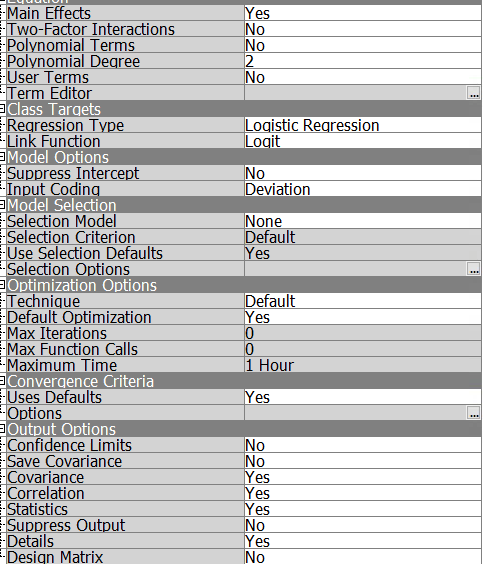 Equation
Main Effects Yes
Two-Factor Interactions No
Polynomial Terms No
Polynomial Degree 2
User Terms No
Term Editor ...
Class Targets
Regression Type Logistic Regression
Link Function Logit
Model Options
Suppress Intercept No
Input Coding Deviation
Model Selection
Selection Model None
Selection Criterion Default
Use Selection Defaults Yes
Selection Options ...
Optimization Options
Technique Default
Default Optimization Yes
Max Iterations 0
Max Function Calls 0
Maximum Time 1 Hour
Convergence Criteria
Uses Defaults Yes
Options ...
Output Options
Confidence Limits No
Save Covariance No
Covariance Yes
Correlation Yes
Statistics Yes
Suppress Output No
Details Yes
Design Matrix No